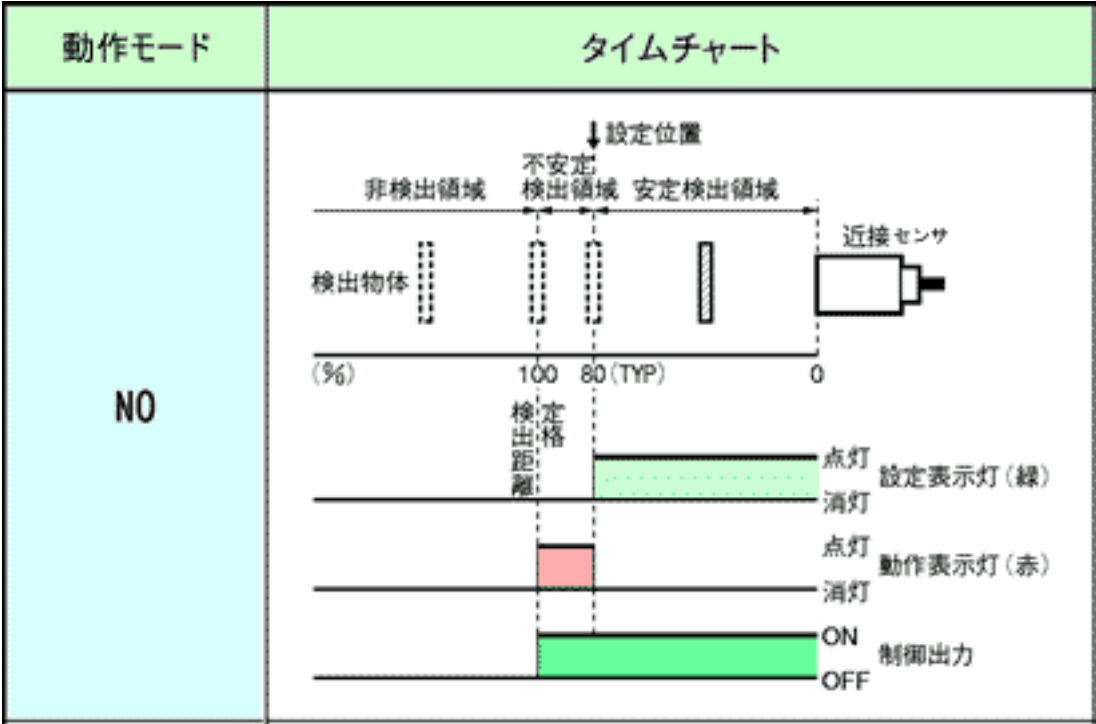 動作モード
タイムチャート
NO
設定位置
不安定
非検出領域 検出領域 安定検出領域
近接センサ
検出物体
(%) 100 80(TYP) 0
定格
検出距離
点灯
設定表示灯(緑)
消灯
点灯
動作表示灯(赤)
消灯
ON
制御出力
OFF